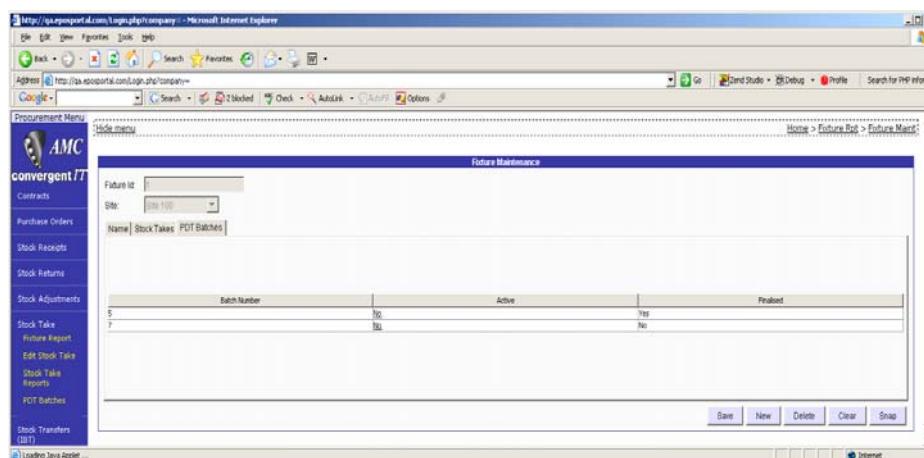 http://qa.eposportal.com/Login.php?company= - Microsoft Internet Explorer
File Edit View Favorites Tools Help
Back Search Favorites
Address http://qa.eposportal.com/Login.php?company= Go Zend Studio Debug Profile Search for PHP
Google Search 2 blocked Check AutoLink AutoFill Options
Procurement Menu
Hide menu
Home > Fixture Rpt > Fixture Maint
AMC
convergent IT
Fixture Maintenance
Fixture Id: 1
Site: Site 100
Name Stock Takes PDT Batches
Contracts
Purchase Orders
Stock Receipts
Stock Returns
Stock Adjustments
Stock Take
Fixture Report
Edit Stock Take
Stock Take
Reports
PDT Batches
Stock Transfers
(IBT)
Batch Number Active Finalised
5 No Yes
7 No No
Save New Delete Clear Snap
Loading Java Applet ... Internet